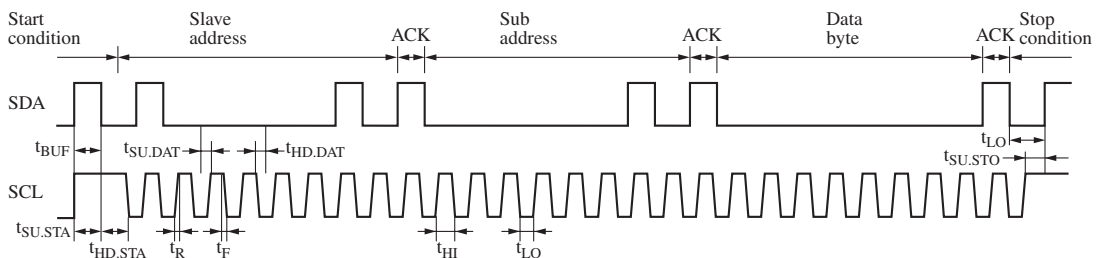 Start condition
Slave address
ACK
Sub address
ACK
Data byte
ACK
Stop condition
SDA
tBUF
tSU.DAT
tHD.DAT
tLO
tSU.STO
SCL
tSU.STA
tHD.STA
tR
tF
tHI
tLO